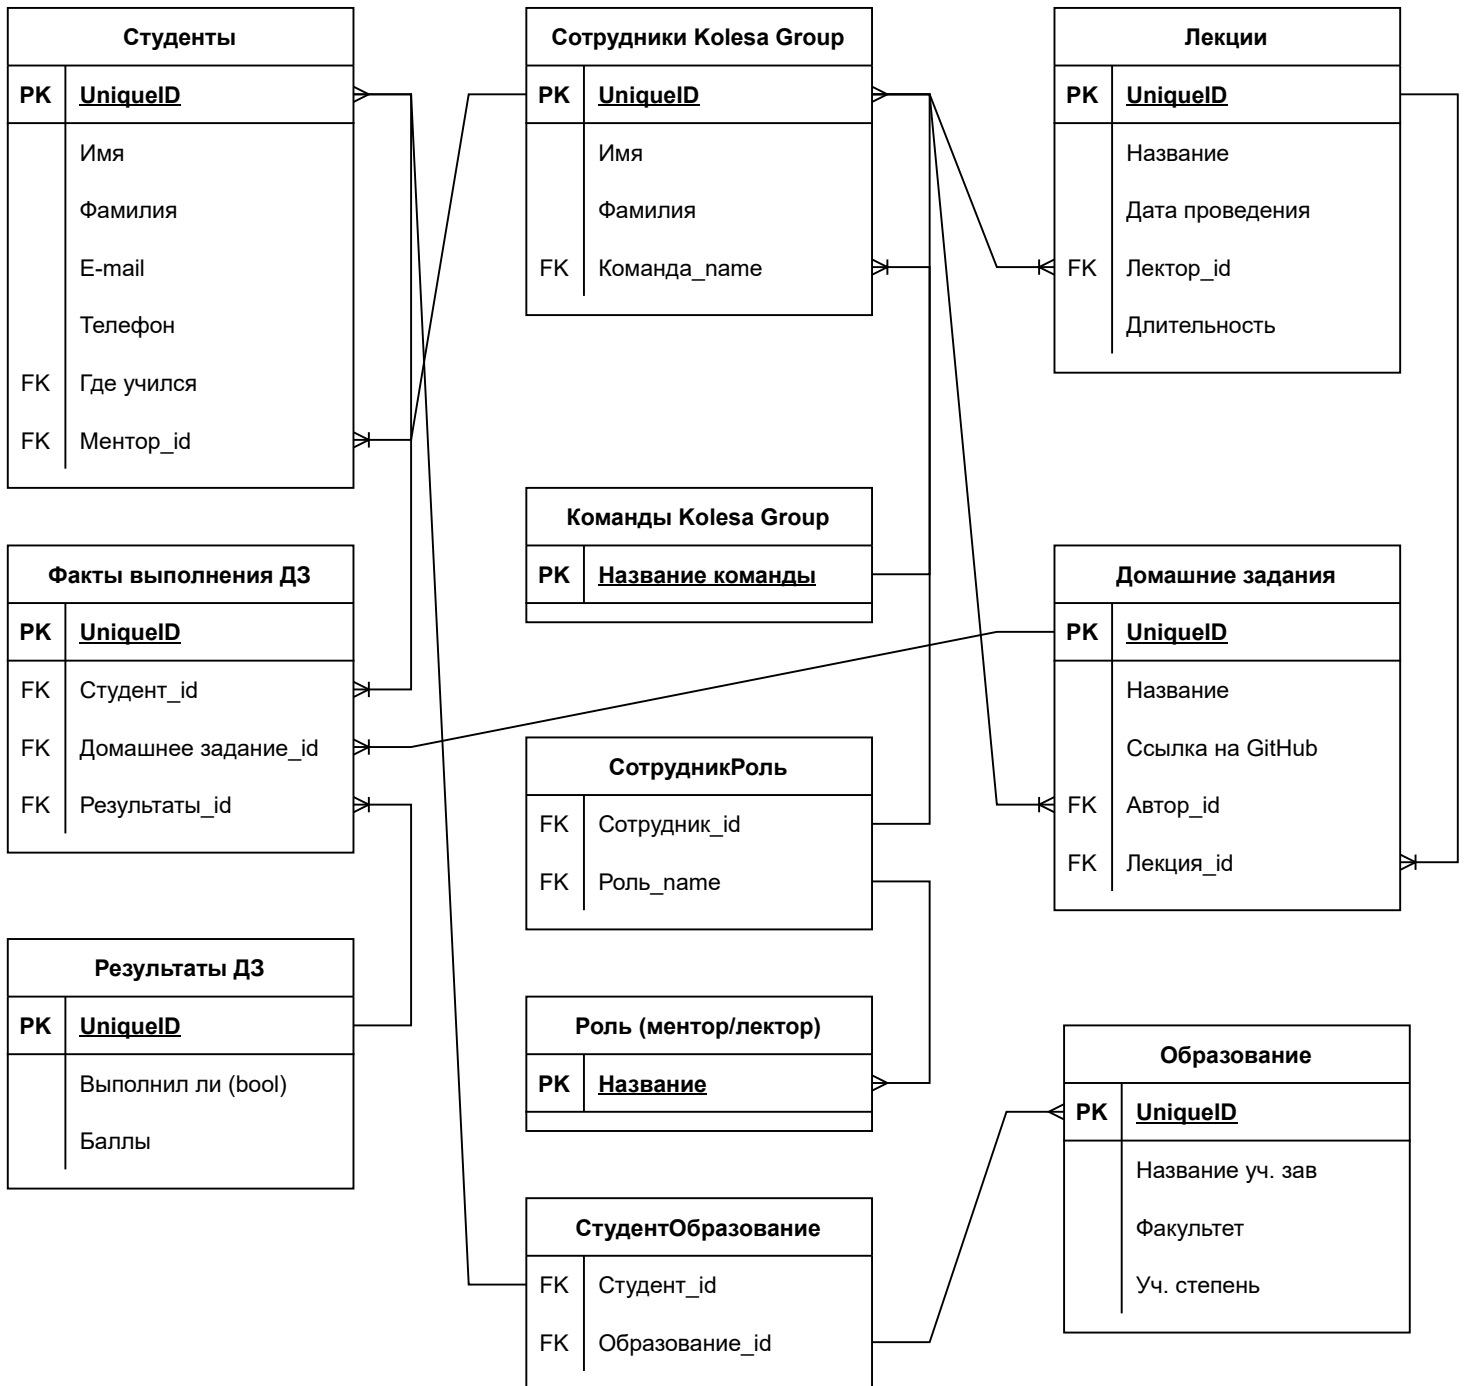 Студенты
PK UniqueID
Имя
Фамилия
E-mail
Телефон
FK Где учился
FK Ментор_id
Сотрудники Kolesa Group
PK UniqueID
Имя
Фамилия
FK Команда_name
Лекции
PK UniqueID
Название
Дата проведения
FK Лектор_id
Длительность
Команды Kolesa Group
PK Название команды
Факты выполнения ДЗ
PK UniqueID
FK Студент_id
FK Домашнее задание_id
FK Результаты_id
Домашние задания
PK UniqueID
Название
Ссылка на GitHub
FK Автор_id
FK Лекция_id
СотрудникРоль
FK Сотрудник_id
FK Роль_name
Результаты ДЗ
PK UniqueID
Выполнил ли (bool)
Баллы
Роль (ментор/лектор)
PK Название
Образование
PK UniqueID
Название уч. зав
Факультет
Уч. степень
СтудентОбразование
FK Студент_id
FK Образование_id